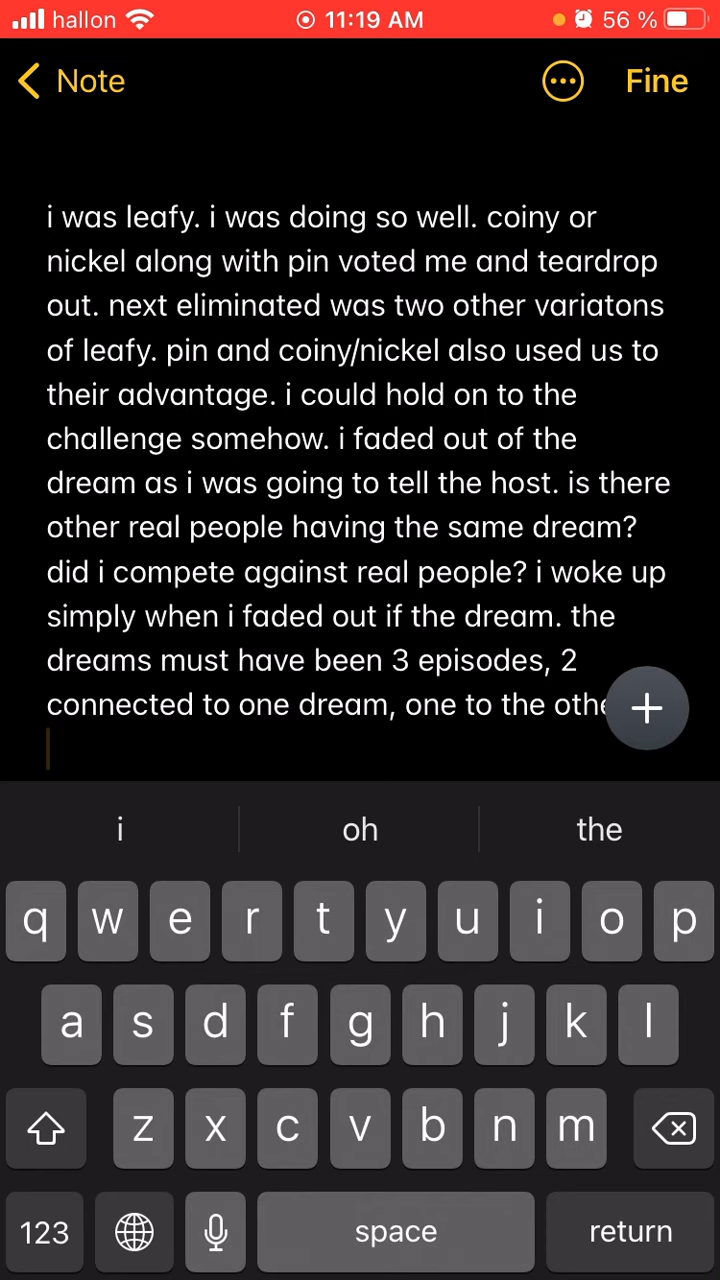 hallon 11:19 AM 56 %
Note Fine
i was leafy. i was doing so well. coiny or
nickel along with pin voted me and teardrop
out. next eliminated was two other variatons
of leafy. pin and coiny/nickel also used us to
their advantage. i could hold on to the
challenge somehow. i faded out of the
dream as i was going to tell the host. is there
other real people having the same dream?
did i compete against real people? i woke up
simply when i faded out if the dream. the
dreams must have been 3 episodes, 2
connected to one dream, one to the othe
i oh the
q w e r t y u i o p
a s d f g h j k l
z x c v b n m
123 space return